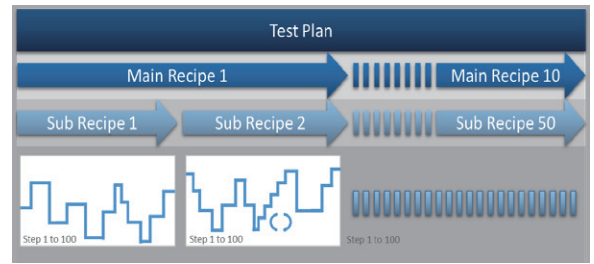 Test Plan
Main Recipe 1
Main Recipe 10
Sub Recipe 1
Sub Recipe 2
Sub Recipe 50
Step 1 to 100
Step 1 to 100
Step 1 to 100